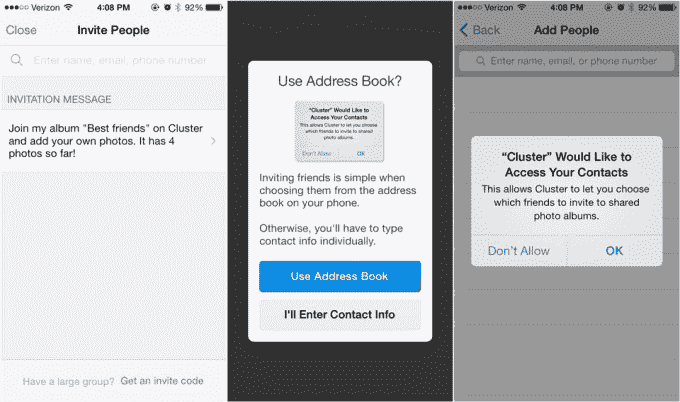 ●●●○○ Verizon 4:08 PM 92%
Close Invite People
Enter name, email, phone number
INVITATION MESSAGE
Join my album "Best friends" on Cluster
and add your own photos. It has 4
photos so far!
Have a large group? Get an invite code
●●●○○ Verizon 4:08 PM 92%
Use Address Book?
“Cluster” Would Like to
Access Your Contacts
This allows Cluster to let you choose
which friends to invite to shared
photo albums.
Don't Allow OK
Inviting friends is simple when
choosing them from the address
book on your phone.
Otherwise, you'll have to type
contact info individually.
Use Address Book
I'll Enter Contact Info
●●●○○ Verizon 4:08 PM 92%
Back Add People
Enter name, email, or phone number
“Cluster” Would Like to
Access Your Contacts
This allows Cluster to let you choose
which friends to invite to shared
photo albums.
Don't Allow OK